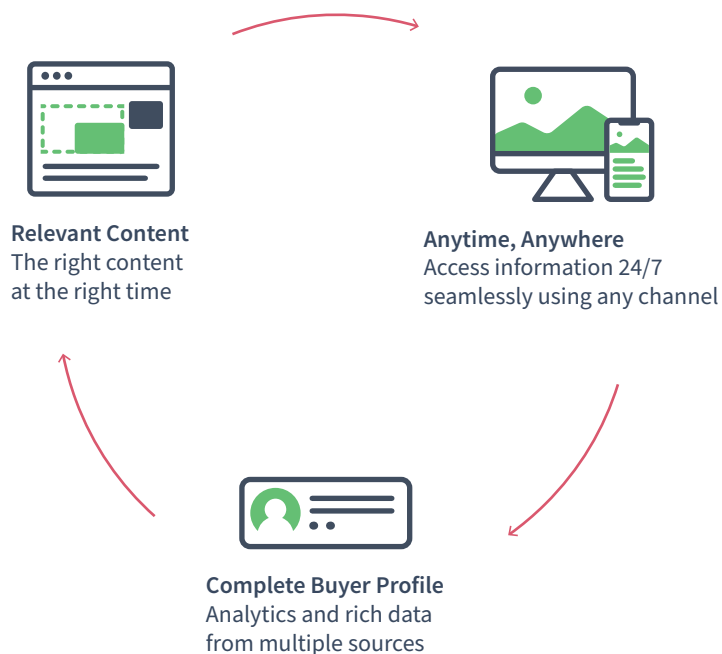 Relevant Content
The right content
at the right time
Anytime, Anywhere
Access information 24/7
seamlessly using any channel
Complete Buyer Profile
Analytics and rich data
from multiple sources